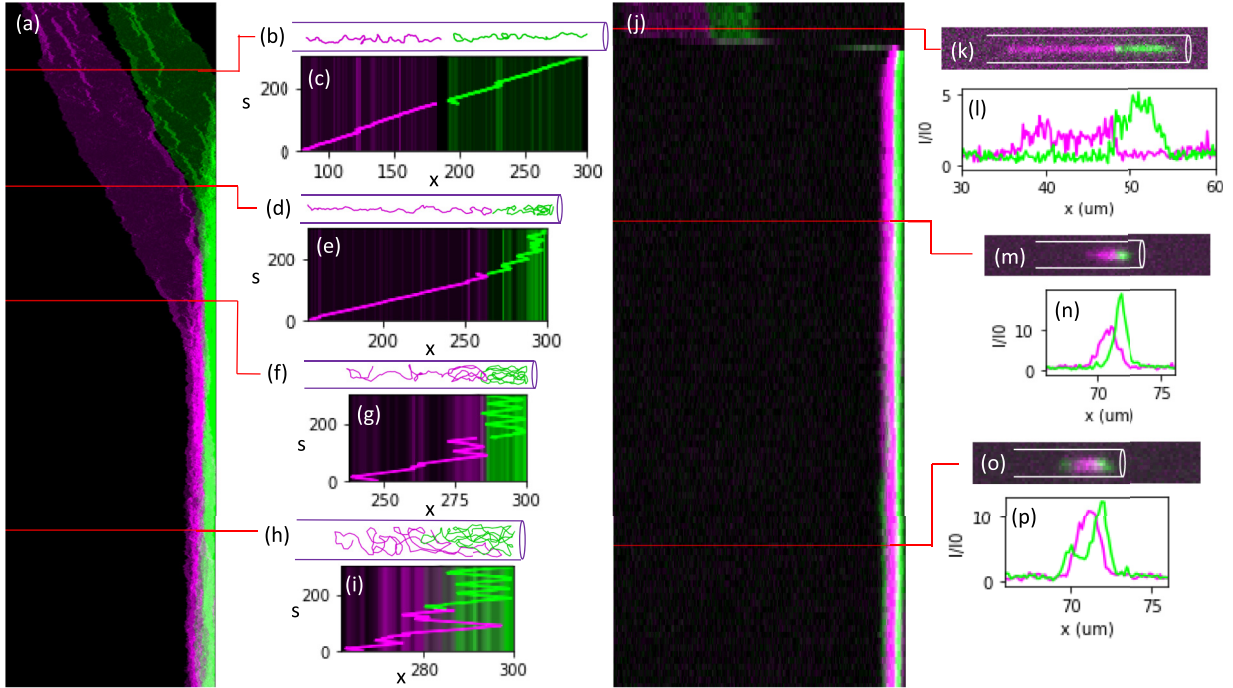 (a)
(b)
(c)
s
200
0
100
150
200
250
300
x
(d)
(e)
s
200
0
200
250
300
x
(f)
(g)
s
200
0
250
275
300
x
(h)
(i)
s
200
0
280
300
x
(j)
(k)
(l)
I/I0
5
0
30
40
50
60
x (um)
(m)
(n)
I/I0
10
0
70
75
x (um)
(o)
(p)
I/I0
10
0
70
75
x (um)